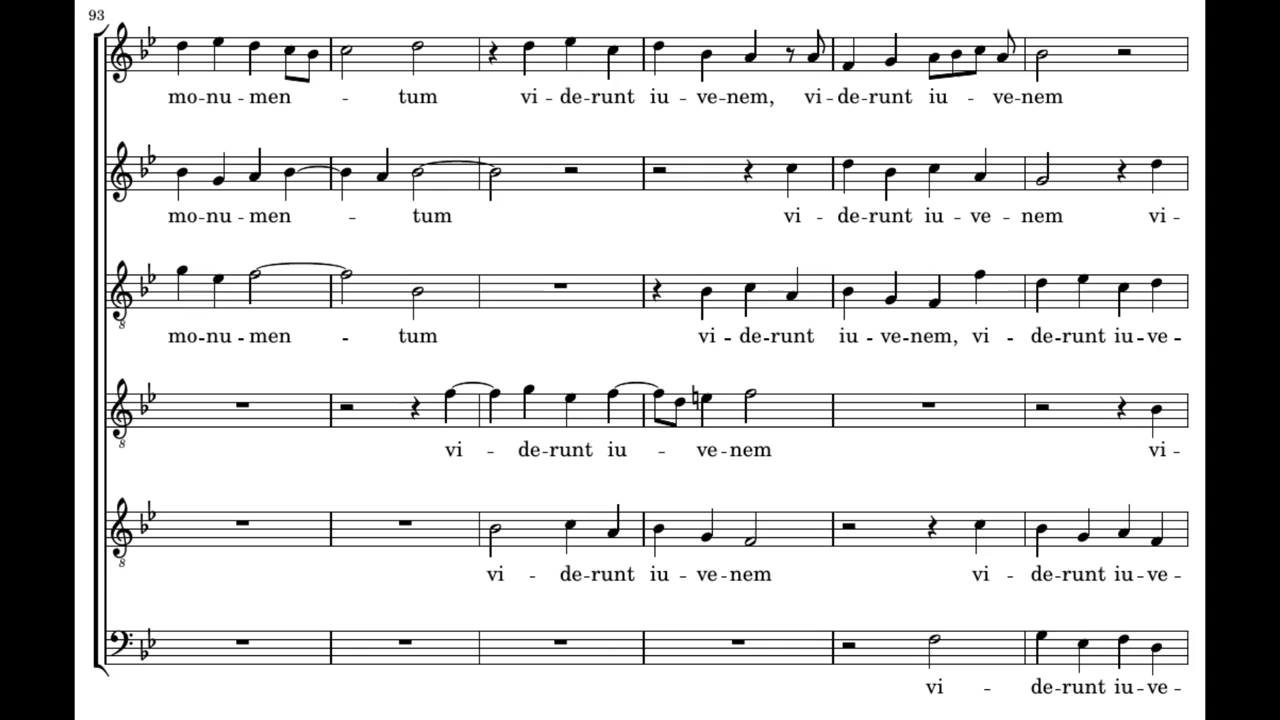 93
mo - nu - men - tum vi - de - runt iu - ve - nem, vi - de - runt iu - ve - nem
mo - nu - men - tum vi - de - runt iu - ve - nem vi -
8
mo - nu - men - tum vi - de - runt iu - ve - nem, vi - de - runt iu - ve -
8
vi - de - runt iu - ve - nem vi -
8
vi - de - runt iu - ve - nem vi - de - runt iu - ve -
vi - de - runt iu - ve -